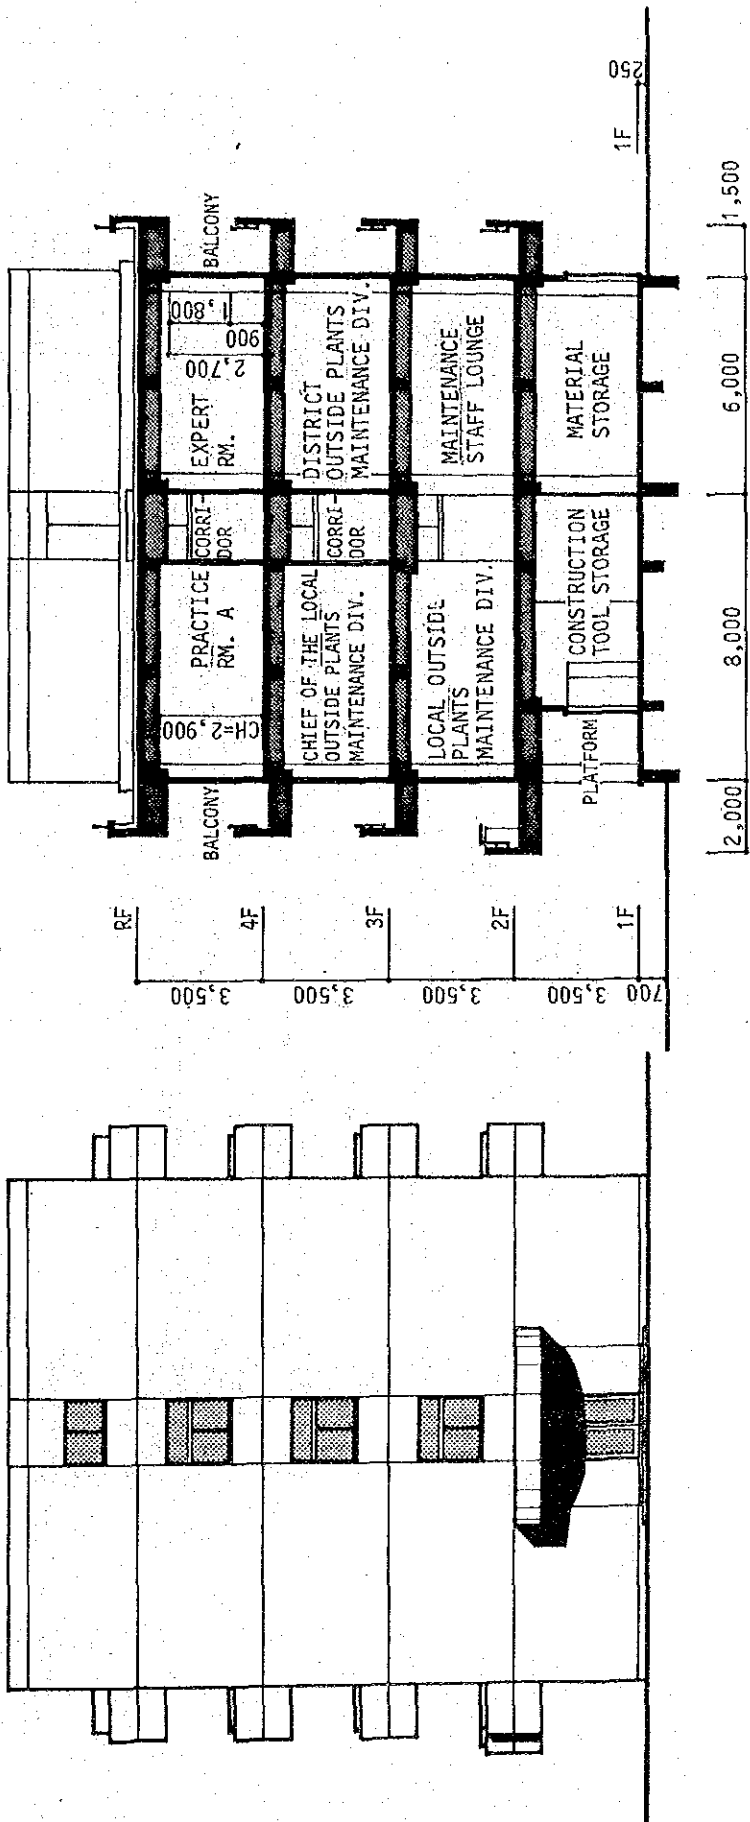 BALCONY
BALCONY
PRACTICE
RM. A
CH=2,900
CORRI-
DOR
EXPERT
RM.
1,800
900
2,700
CHIEF OF THE LOCAL
OUTSIDE PLANTS
MAINTENANCE DIV.
CORRI-
DOR
DISTRICT
OUTSIDE PLANTS
MAINTENANCE DIV.
LOCAL OUTSIDE
PLANTS
MAINTENANCE DIV.
MAINTENANCE
STAFF LOUNGE
PLATFORM
CONSTRUCTION
TOOL STORAGE
MATERIAL
STORAGE
RF
3,500
4F
3,500
3F
3,500
2F
3,500
1F
700
1F
250
2,000
8,000
6,000
1,500